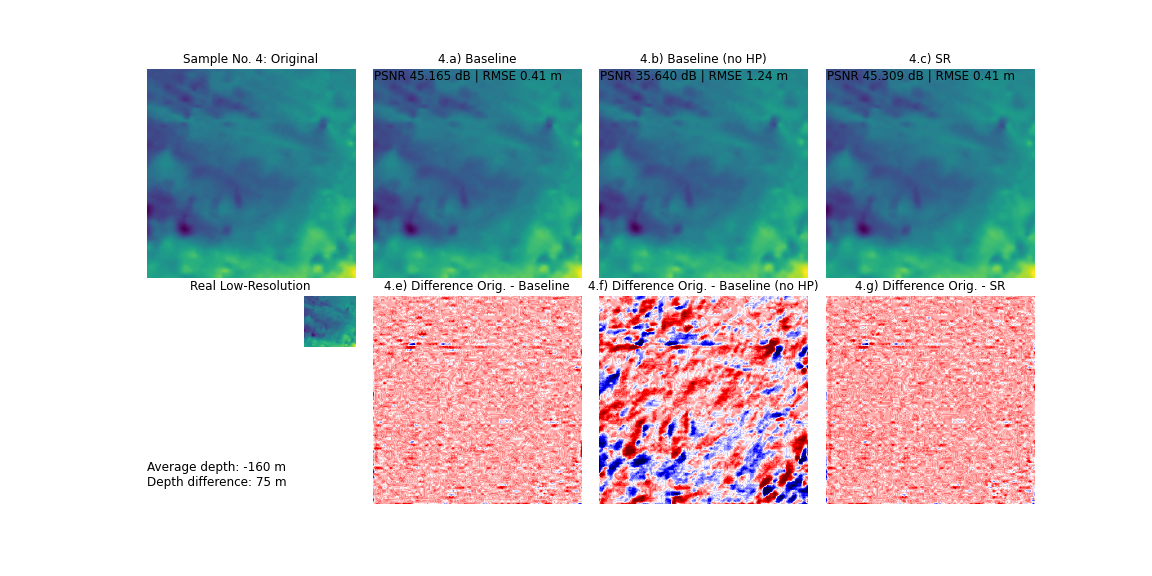 Sample No. 4: Original
4.a) Baseline
4.b) Baseline (no HP)
4.c) SR
PSNR 45.165 dB | RMSE 0.41 m
PSNR 35.640 dB | RMSE 1.24 m
PSNR 45.309 dB | RMSE 0.41 m
Real Low-Resolution
4.e) Difference Orig. - Baseline
4.f) Difference Orig. - Baseline (no HP)
4.g) Difference Orig. - SR
Average depth: -160 m
Depth difference: 75 m